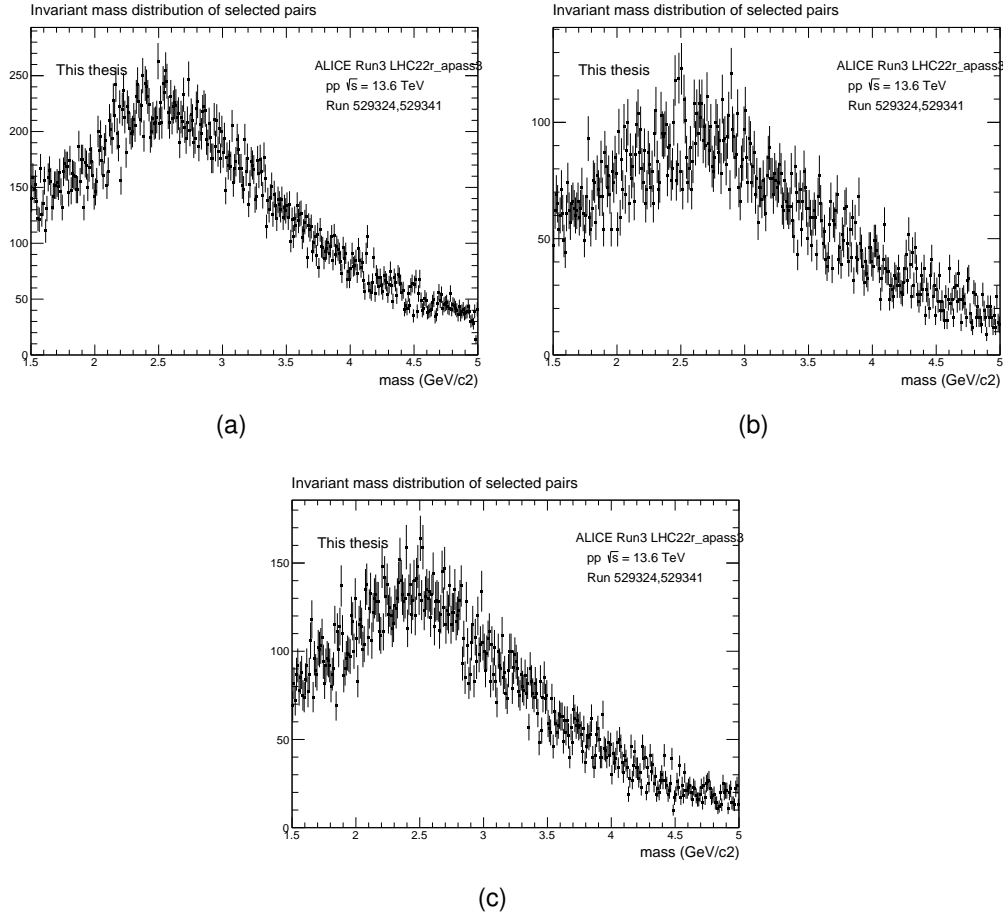 Invariant mass distribution of selected pairs
This thesis
ALICE Run3 LHC22r_apass3
pp √s = 13.6 TeV
Run 529324,529341
250
200
150
100
50
0
1.5 2 2.5 3 3.5 4 4.5 5
mass (GeV/c2)
(a)
Invariant mass distribution of selected pairs
This thesis
ALICE Run3 LHC22r_apass3
pp √s = 13.6 TeV
Run 529324,529341
100
50
0
1.5 2 2.5 3 3.5 4 4.5 5
mass (GeV/c2)
(b)
Invariant mass distribution of selected pairs
This thesis
ALICE Run3 LHC22r_apass3
pp √s = 13.6 TeV
Run 529324,529341
150
100
50
0
1.5 2 2.5 3 3.5 4 4.5 5
mass (GeV/c2)
(c)